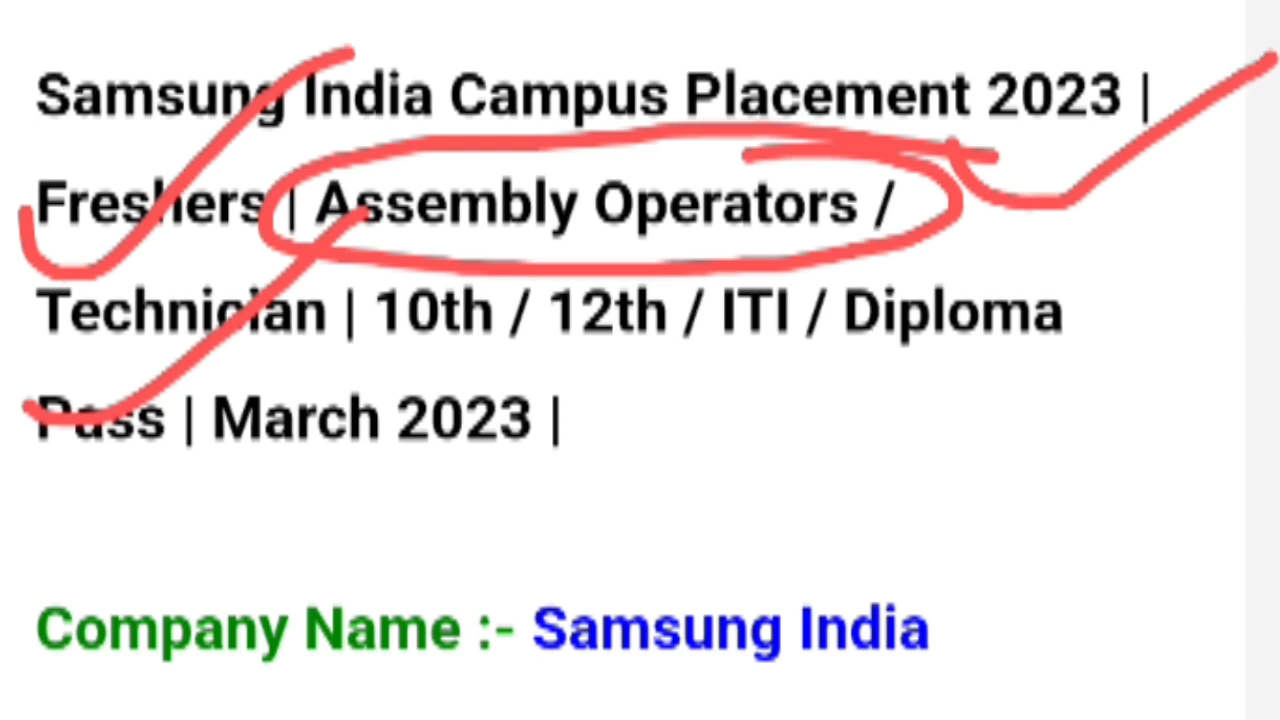 Samsung India Campus Placement 2023 |
Freshers | Assembly Operators /
Technician | 10th / 12th / ITI / Diploma
Pass | March 2023 |
Company Name :- Samsung India